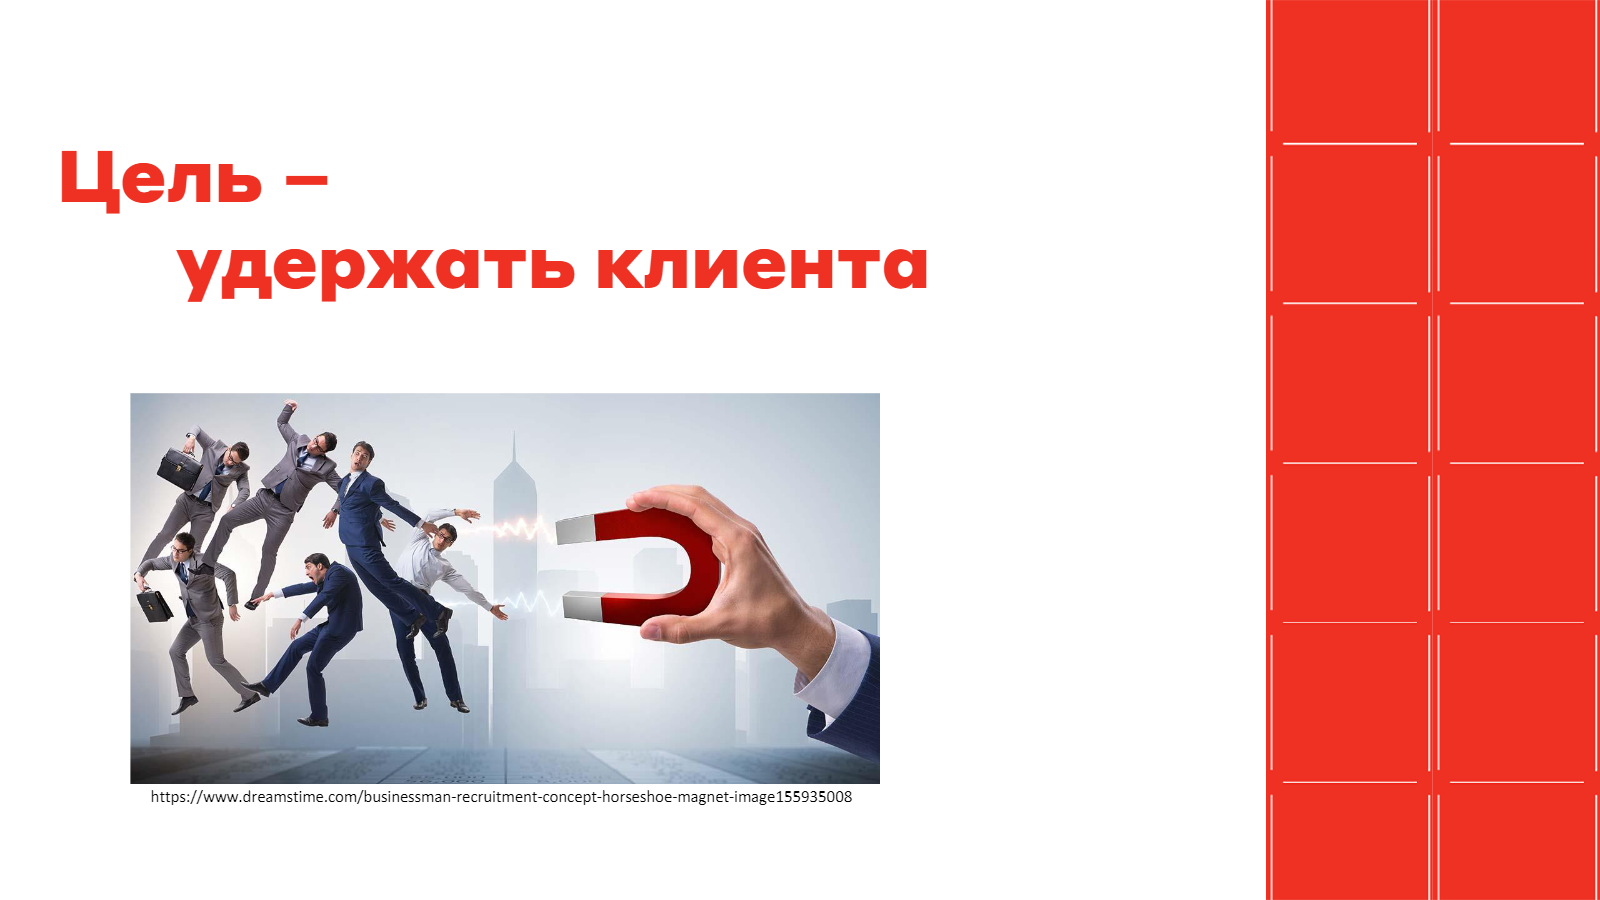 Цель –
удержать клиента
https://www.dreamstime.com/businessman-recruitment-concept-horseshoe-magnet-image155935008